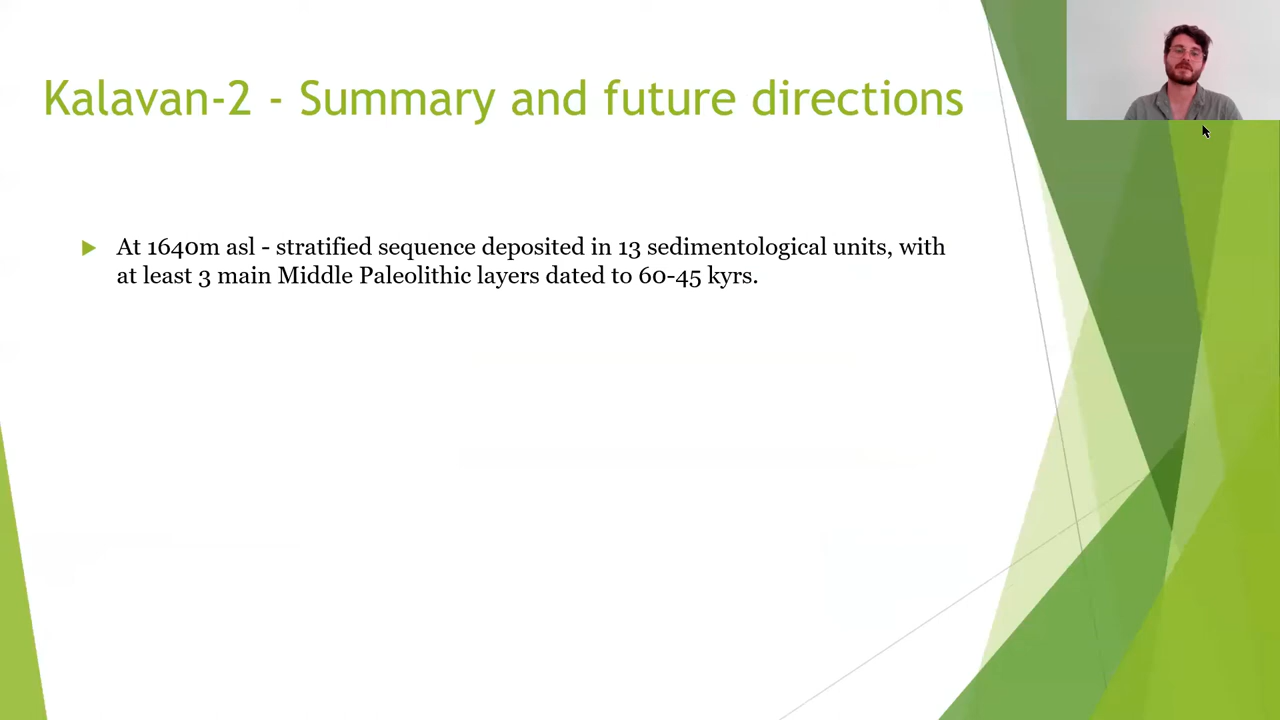 Kalavan-2 - Summary and future directions
At 1640m asl - stratified sequence deposited in 13 sedimentological units, with
at least 3 main Middle Paleolithic layers dated to 60-45 kyrs.